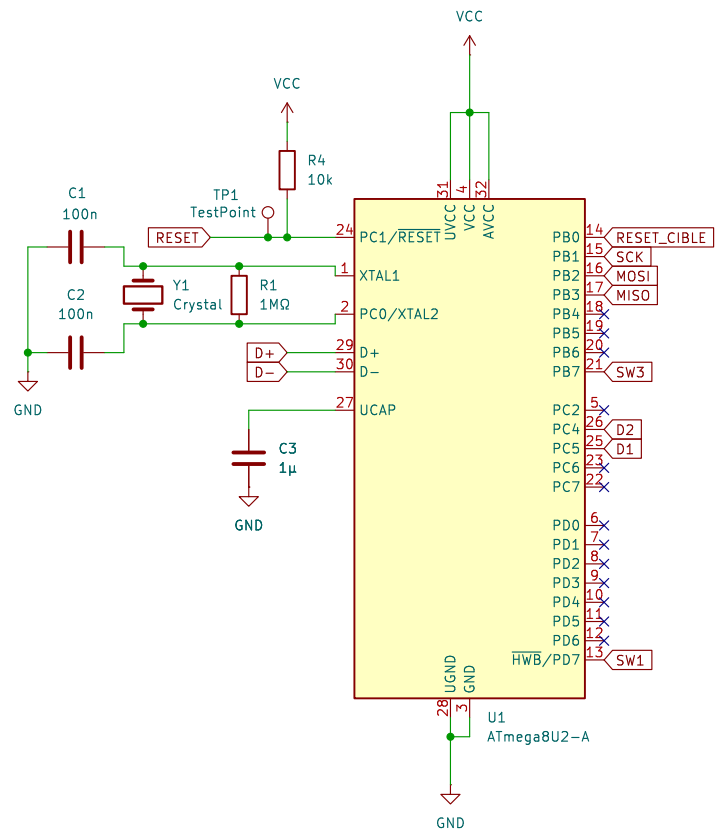 VCC
VCC
R4
10k
TP1
TestPoint
C1
100n
31
4
32
UVCC
VCC
AVCC
RESET
24
PC1/RESET
PB0
14
RESET_CIBLE
PB1
15
SCK
1
XTAL1
PB2
16
MOSI
Y1
Crystal
R1
1MΩ
PB3
17
MISO
C2
100n
2
PC0/XTAL2
PB4
18
PB5
19
D+
29
D+
PB6
20
D-
30
D-
PB7
21
SW3
GND
27
UCAP
PC2
5
PC4
26
D2
C3
1µ
PC5
25
D1
PC6
23
PC7
22
GND
PD0
6
PD1
7
PD2
8
PD3
9
PD4
10
PD5
11
PD6
12
HWB/PD7
13
SW1
UGND
GND
28
3
U1
ATmega8U2-A
GND